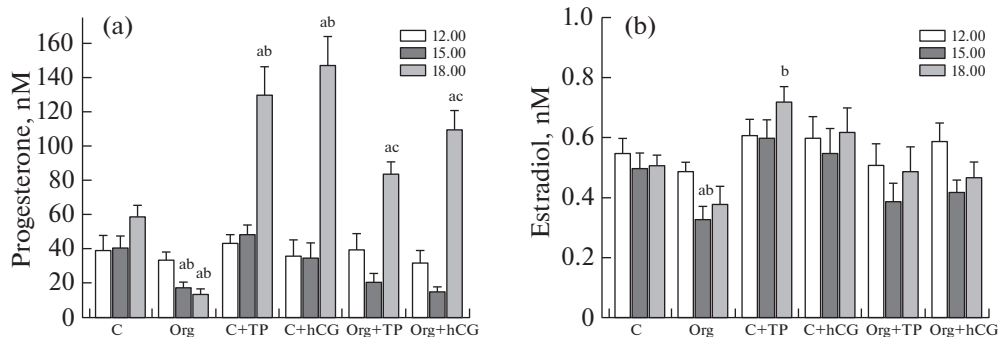 (a)
Progesterone, nM
160
140
120
100
80
60
40
20
0
12.00
15.00
18.00
ab
ab
ab
ab
ac
ac
C
Org
C+TP
C+hCG
Org+TP
Org+hCG
(b)
Estradiol, nM
1.0
0.8
0.6
0.4
0.2
0
12.00
15.00
18.00
ab
b
C
Org
C+TP
C+hCG
Org+TP
Org+hCG